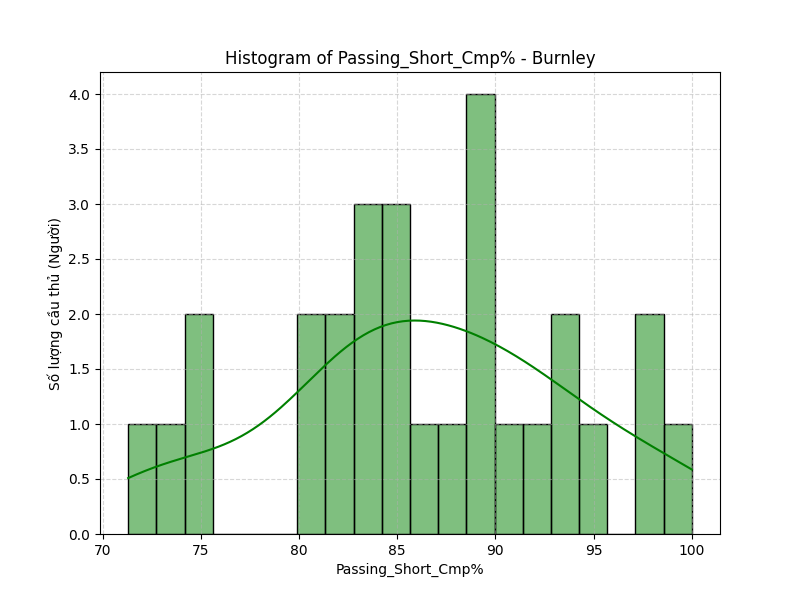 Histogram of Passing_Short_Cmp% - Burnley
Số lượng cầu thủ (Người)
4.0
3.5
3.0
2.5
2.0
1.5
1.0
0.5
0.0
70 75 80 85 90 95 100
Passing_Short_Cmp%